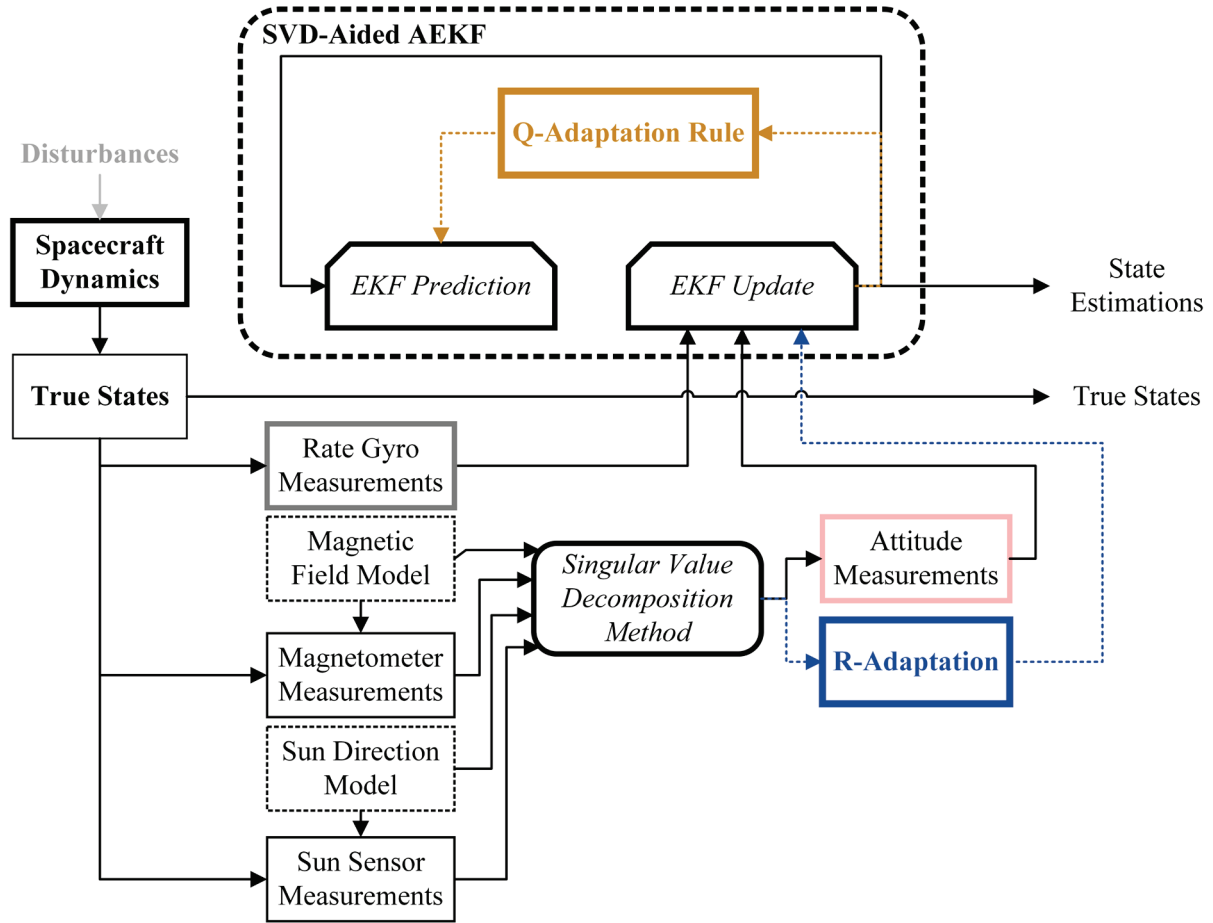 SVD-Aided AEKF
Q-Adaptation Rule
Disturbances
Spacecraft
Dynamics
EKF Prediction
EKF Update
State
Estimations
True States
True States
Rate Gyro
Measurements
Magnetic
Field Model
Singular Value
Decomposition
Method
Attitude
Measurements
Magnetometer
Measurements
R-Adaptation
Sun Direction
Model
Sun Sensor
Measurements